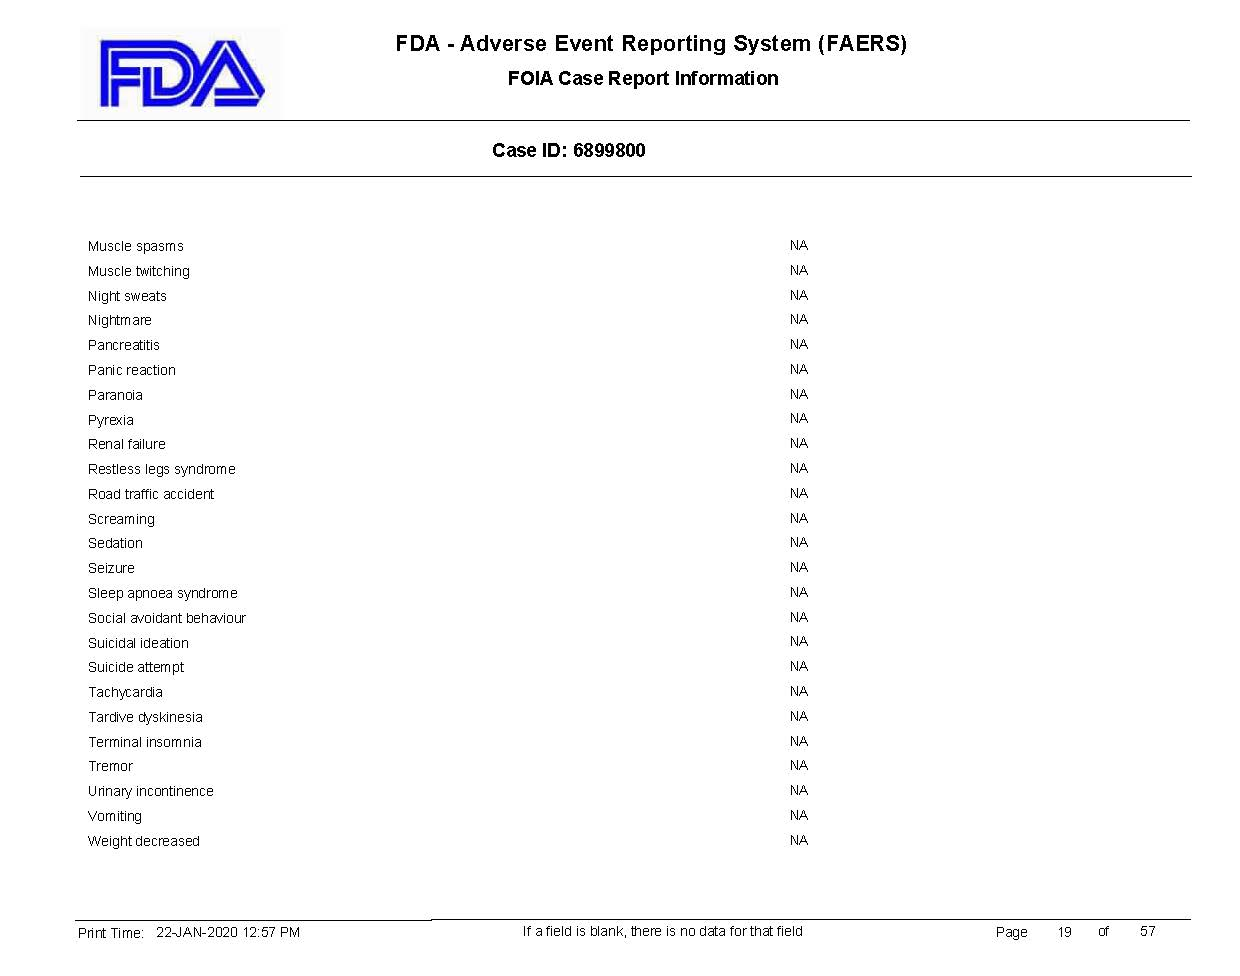 FDA
FDA - Adverse Event Reporting System (FAERS)
FOIA Case Report Information
Case ID: 6899800
Muscle spasms NA
Muscle twitching NA
Night sweats NA
Nightmare NA
Pancreatitis NA
Panic reaction NA
Paranoia NA
Pyrexia NA
Renal failure NA
Restless legs syndrome NA
Road traffic accident NA
Screaming NA
Sedation NA
Seizure NA
Sleep apnoea syndrome NA
Social avoidant behaviour NA
Suicidal ideation NA
Suicide attempt NA
Tachycardia NA
Tardive dyskinesia NA
Terminal insomnia NA
Tremor NA
Urinary incontinence NA
Vomiting NA
Weight decreased NA
Print Time: 22-JAN-2020 12:57 PM If a field is blank, there is no data for that field Page 19 of 57